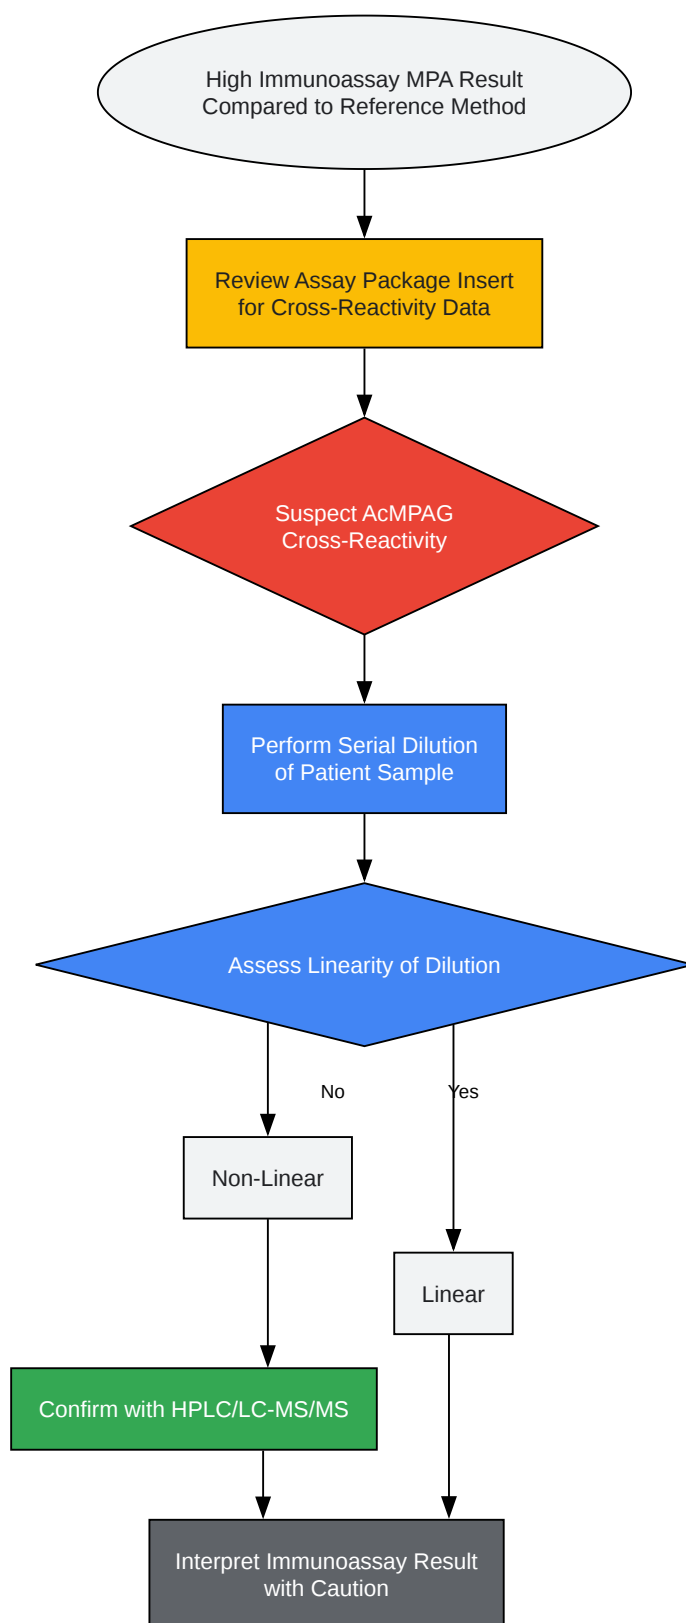 High Immunoassay MPA Result
Compared to Reference Method
Review Assay Package Insert
for Cross-Reactivity Data
Suspect AcMPAG
Cross-Reactivity
Perform Serial Dilution
of Patient Sample
Assess Linearity of Dilution
No
Yes
Non-Linear
Linear
Confirm with HPLC/LC-MS/MS
Interpret Immunoassay Result
with Caution